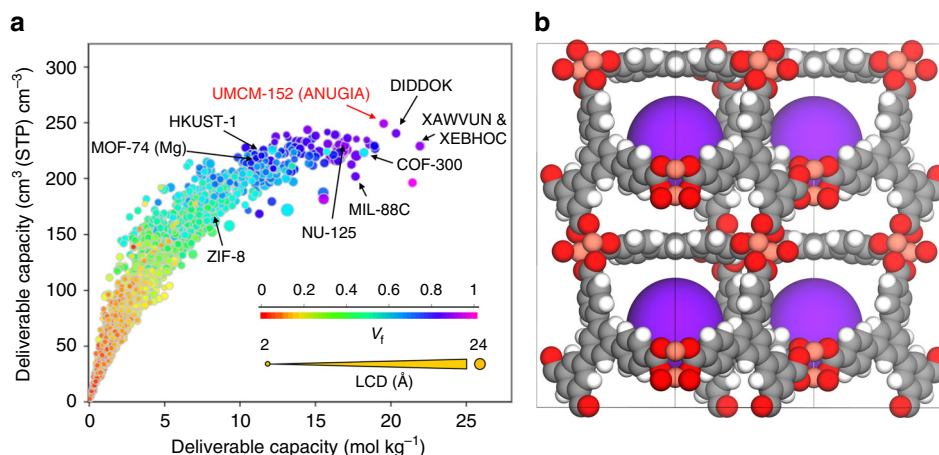 a
b
Deliverable capacity (cm³ (STP) cm⁻³)
300
250
200
150
100
50
0
0
5
10
15
20
25
Deliverable capacity (mol kg⁻¹)
UMCM-152 (ANUGIA)
DIDDOK
XAWVUN &
XEBHOC
HKUST-1
MOF-74 (Mg)
COF-300
MIL-88C
NU-125
ZIF-8
0 0.2 0.4 0.6 0.8 1
Vf
2 24
LCD (Å)